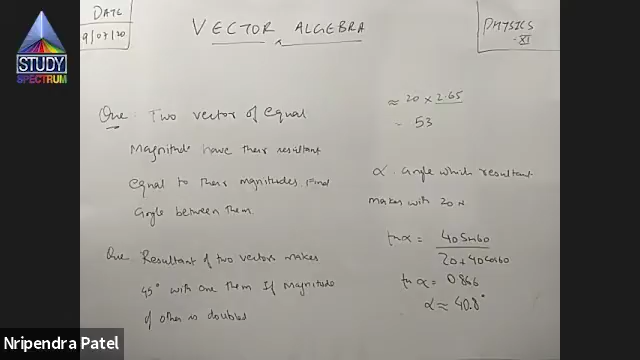 DATE
9/07/20
VECTOR ALGEBRA
PHYSICS
-XI
STUDY
SPECTRUM
Que: Two vector of equal
Magnitude have their resultant
equal to their magnitudes. Find
angle between them.
Que Resultant of two vectors makes
45° with one them If magnitude
of other is doubled
≈ 20 × 2.65
~ 53
α. angle which resultant
makes with 20 N
tan α = 40 Sin 60
20 + 40 cos 60
tan α = 0.866
α ≈ 40.8°
Nripendra Patel